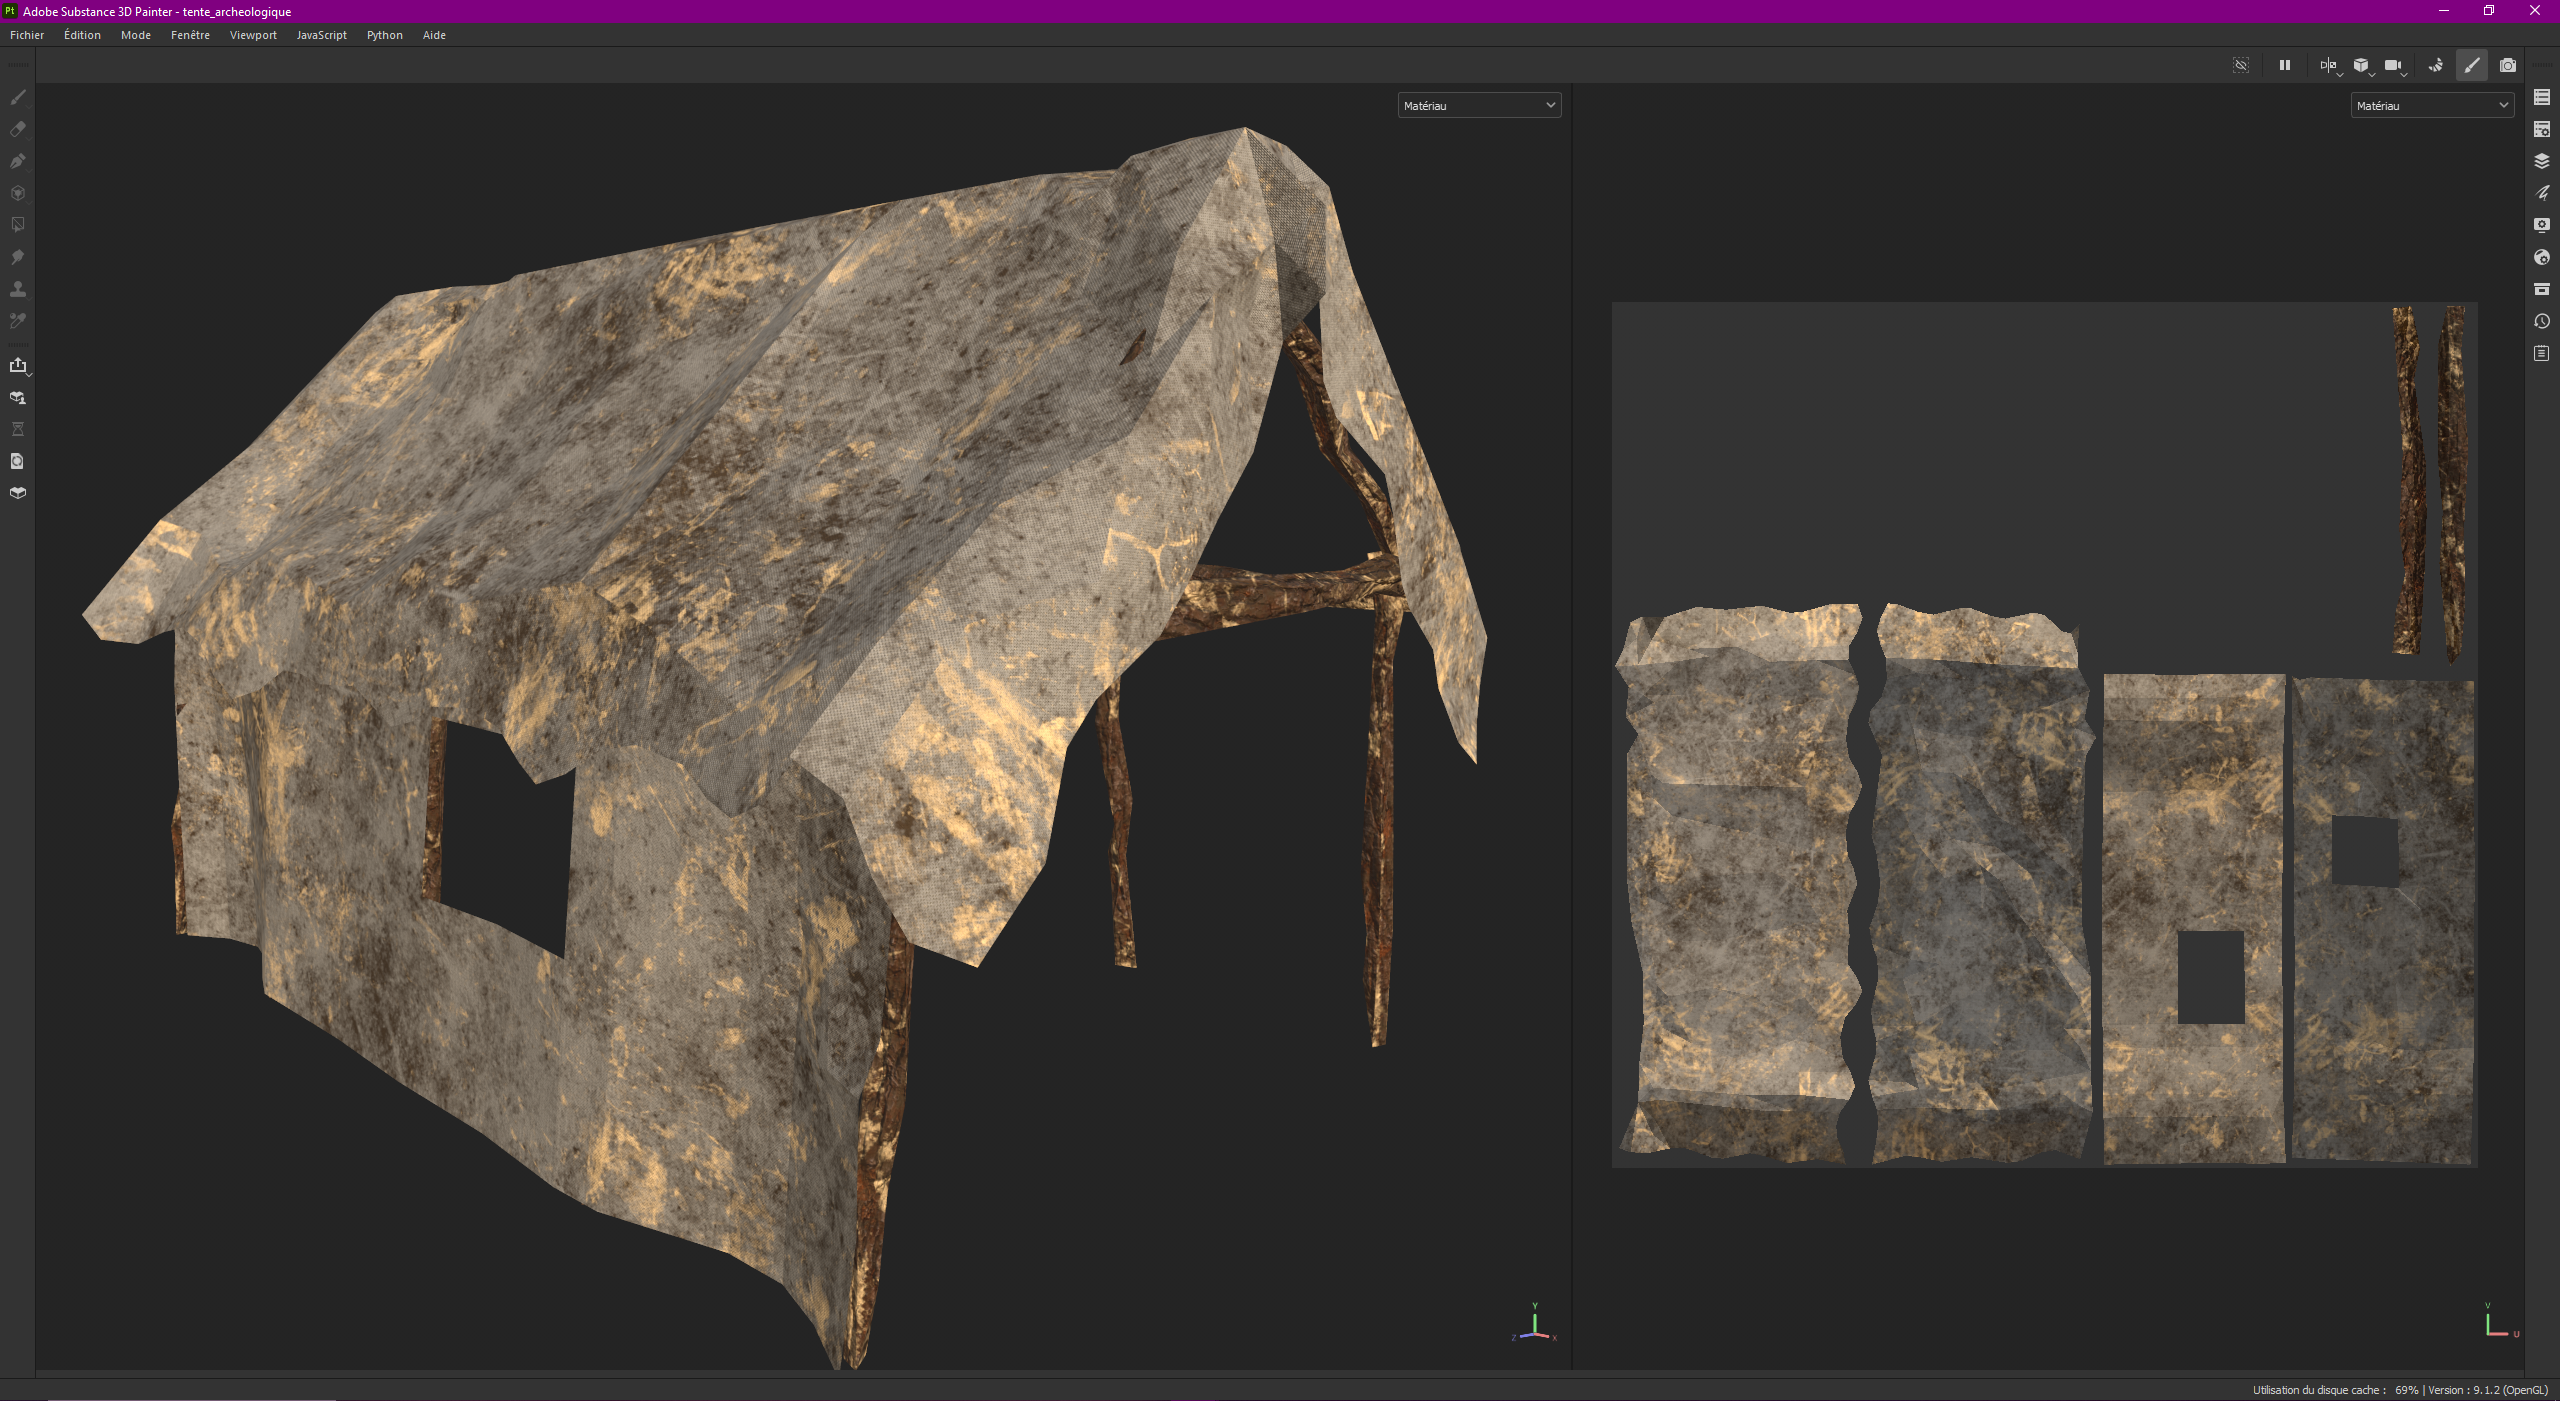 Pt Adobe Substance 3D Painter - tente_archeologique
Fichier Édition Mode Fenêtre Viewport JavaScript Python Aide
Matériau
Matériau
Y
Z X
V
U
Utilisation du disque cache : 69% | Version : 9.1.2 (OpenGL)